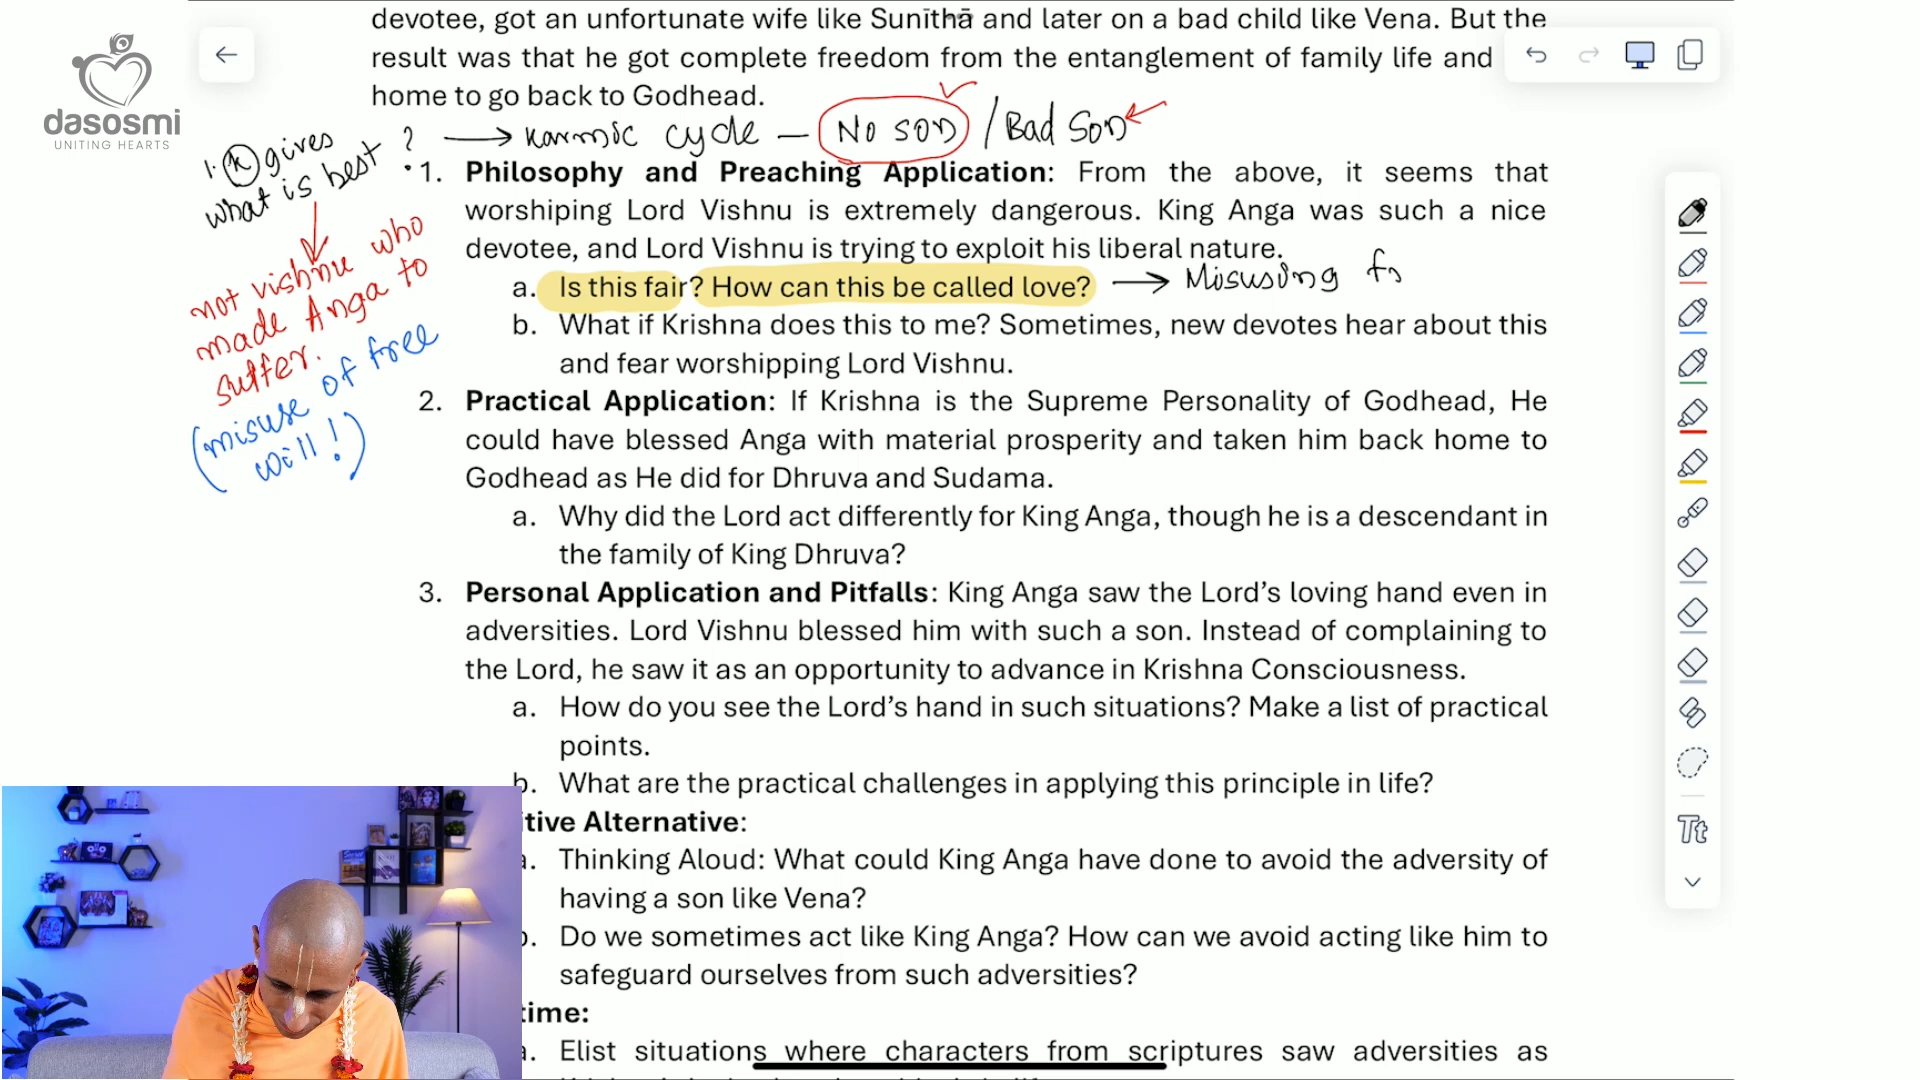 devotee, got an unfortunate wife like Sunīthā and later on a bad child like Vena. But the
result was that he got complete freedom from the entanglement of family life and
home to go back to Godhead.
dasosmi
UNITING HEARTS
1. K gives
what is best ?
→ Karmic cycle – No son / Bad Son
not vishnu who
made Anga to
suffer.
(misuse of free
will!)
1. Philosophy and Preaching Application: From the above, it seems that
worshiping Lord Vishnu is extremely dangerous. King Anga was such a nice
devotee, and Lord Vishnu is trying to exploit his liberal nature.
a. Is this fair? How can this be called love? → Misusing
b. What if Krishna does this to me? Sometimes, new devotes hear about this
and fear worshipping Lord Vishnu.
2. Practical Application: If Krishna is the Supreme Personality of Godhead, He
could have blessed Anga with material prosperity and taken him back home to
Godhead as He did for Dhruva and Sudama.
a. Why did the Lord act differently for King Anga, though he is a descendant in
the family of King Dhruva?
3. Personal Application and Pitfalls: King Anga saw the Lord’s loving hand even in
adversities. Lord Vishnu blessed him with such a son. Instead of complaining to
the Lord, he saw it as an opportunity to advance in Krishna Consciousness.
a. How do you see the Lord’s hand in such situations? Make a list of practical
points.
b. What are the practical challenges in applying this principle in life?
tive Alternative:
a. Thinking Aloud: What could King Anga have done to avoid the adversity of
having a son like Vena?
b. Do we sometimes act like King Anga? How can we avoid acting like him to
safeguard ourselves from such adversities?
time:
a. Elist situations where characters from scriptures saw adversities as
Tt